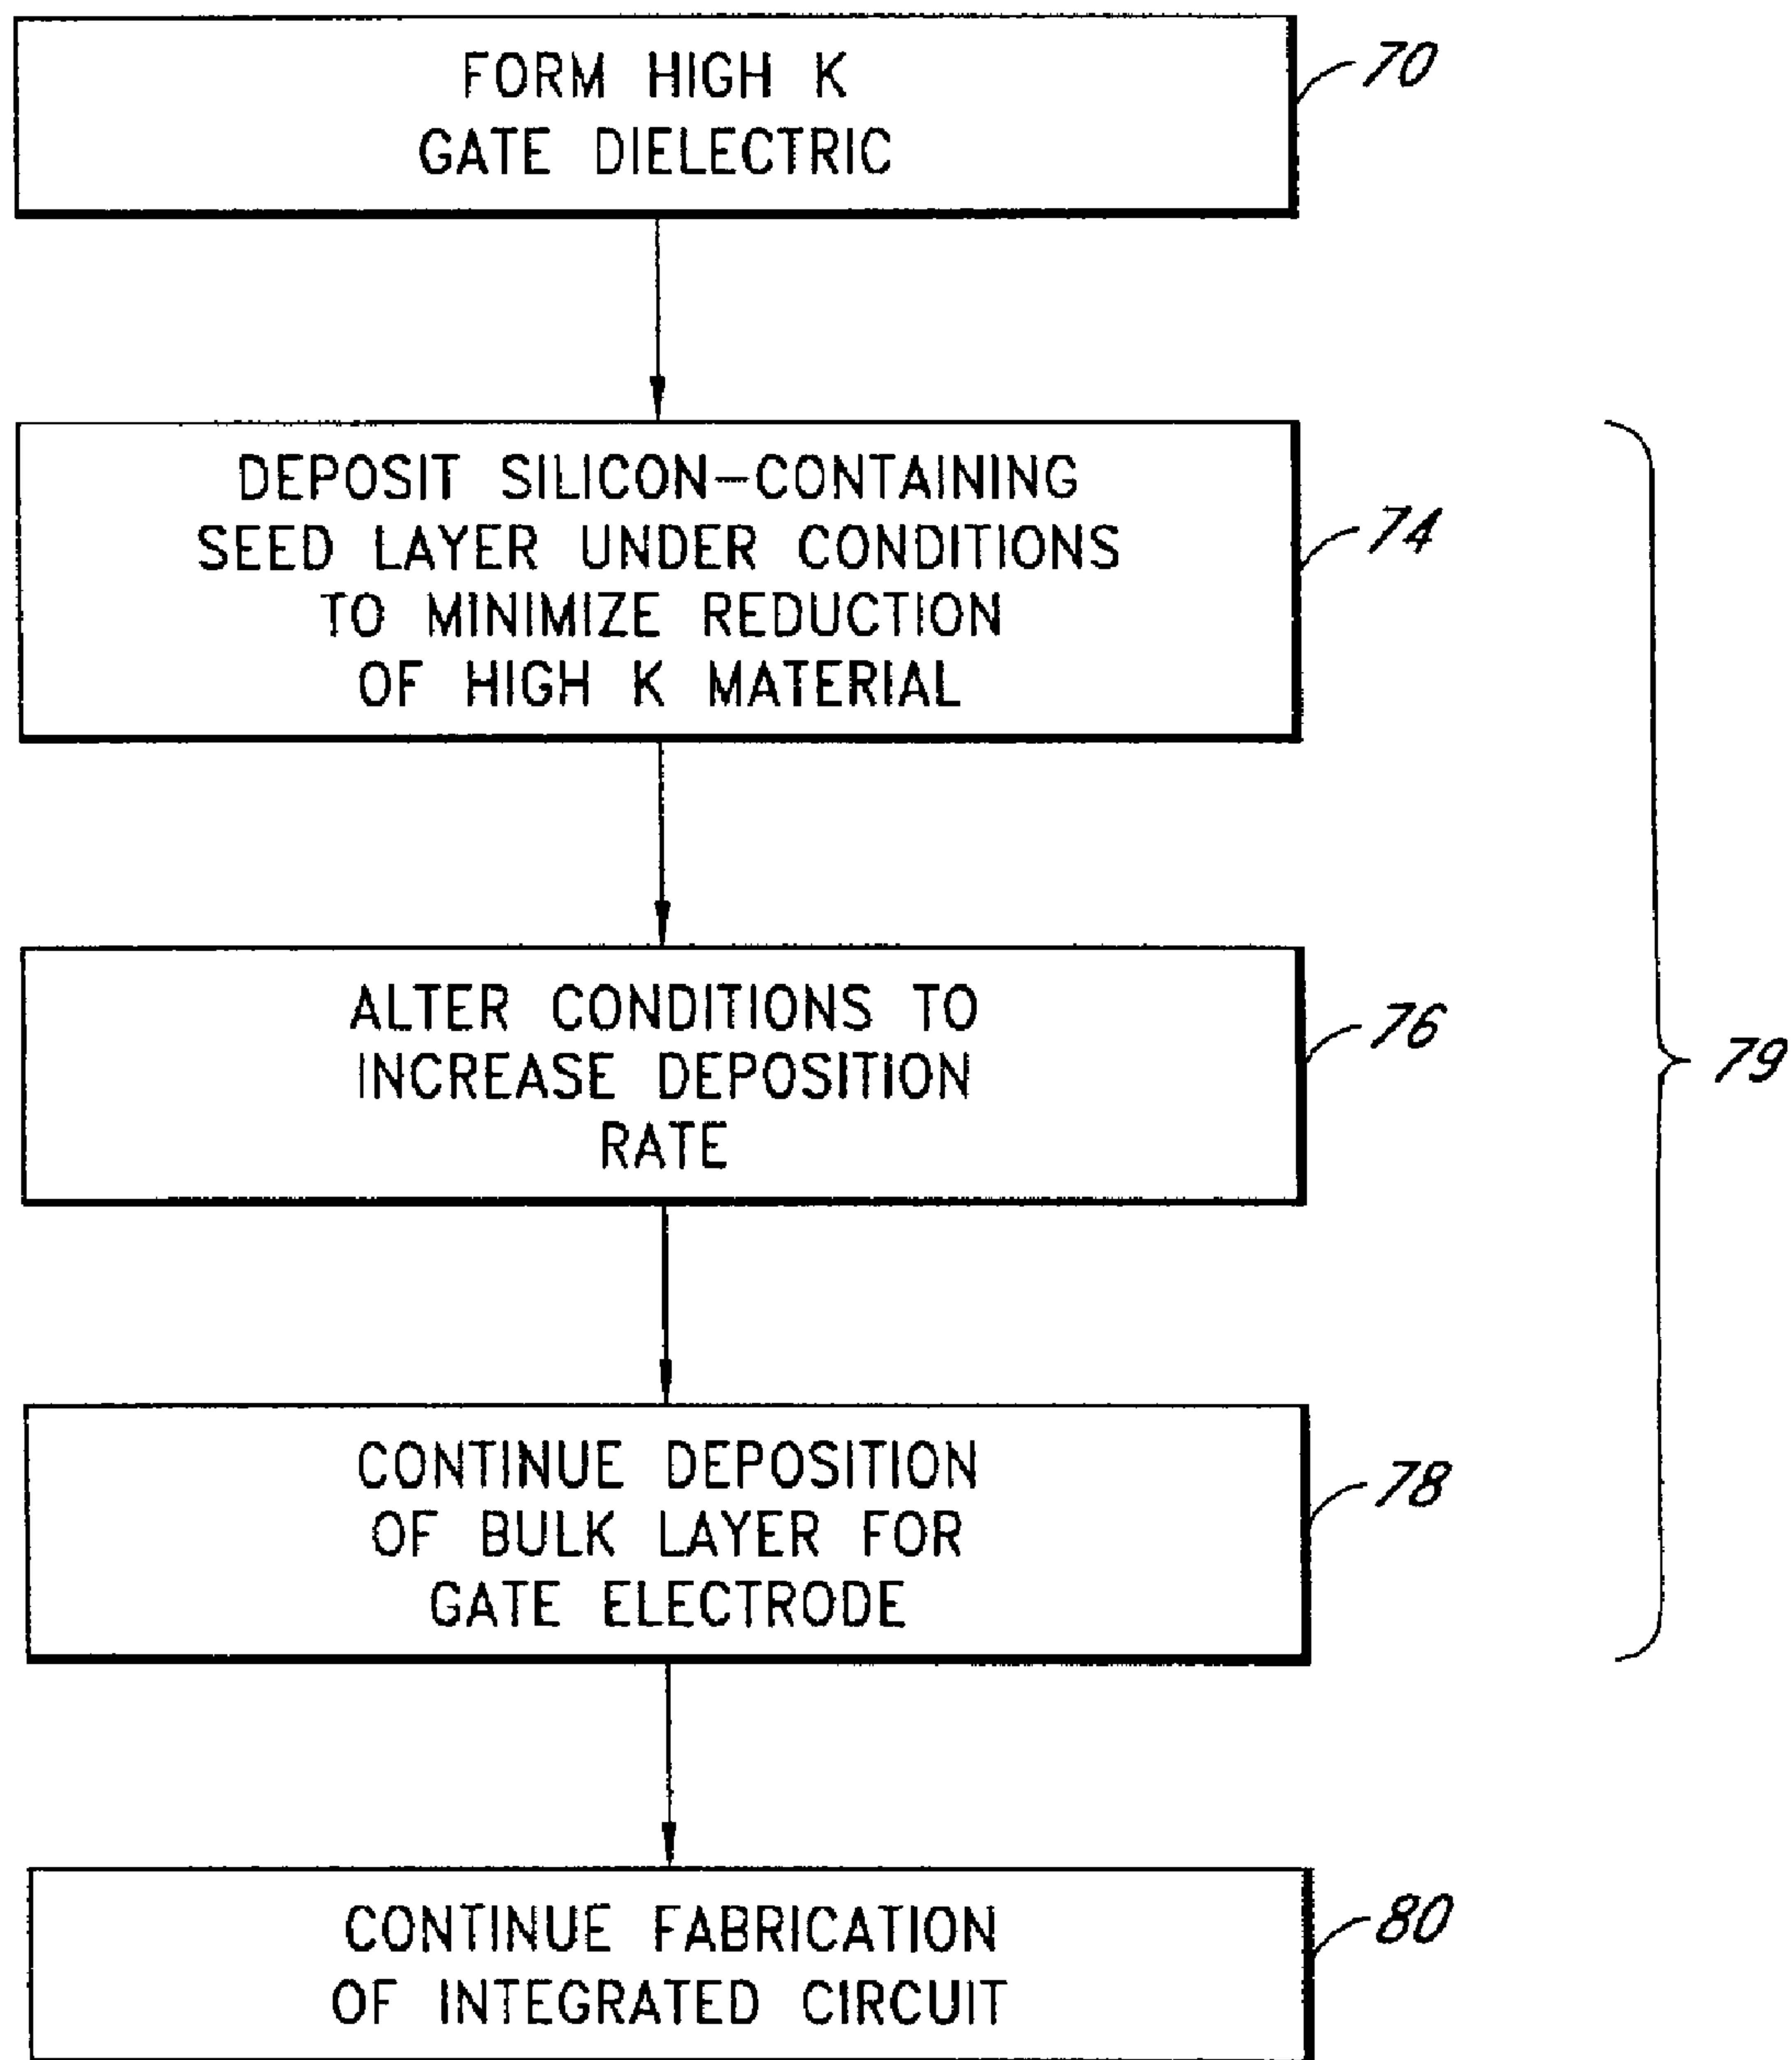 FORM HIGH K
GATE DIELECTRIC
70
DEPOSIT SILICON-CONTAINING
SEED LAYER UNDER CONDITIONS
TO MINIMIZE REDUCTION
OF HIGH K MATERIAL
74
ALTER CONDITIONS TO
INCREASE DEPOSITION
RATE
76
79
CONTINUE DEPOSITION
OF BULK LAYER FOR
GATE ELECTRODE
78
CONTINUE FABRICATION
OF INTEGRATED CIRCUIT
80